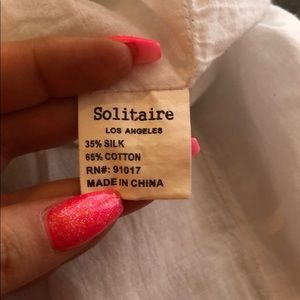 Solitaire
LOS ANGELES
35% SILK
65% COTTON
RN#: 91017
MADE IN CHINA